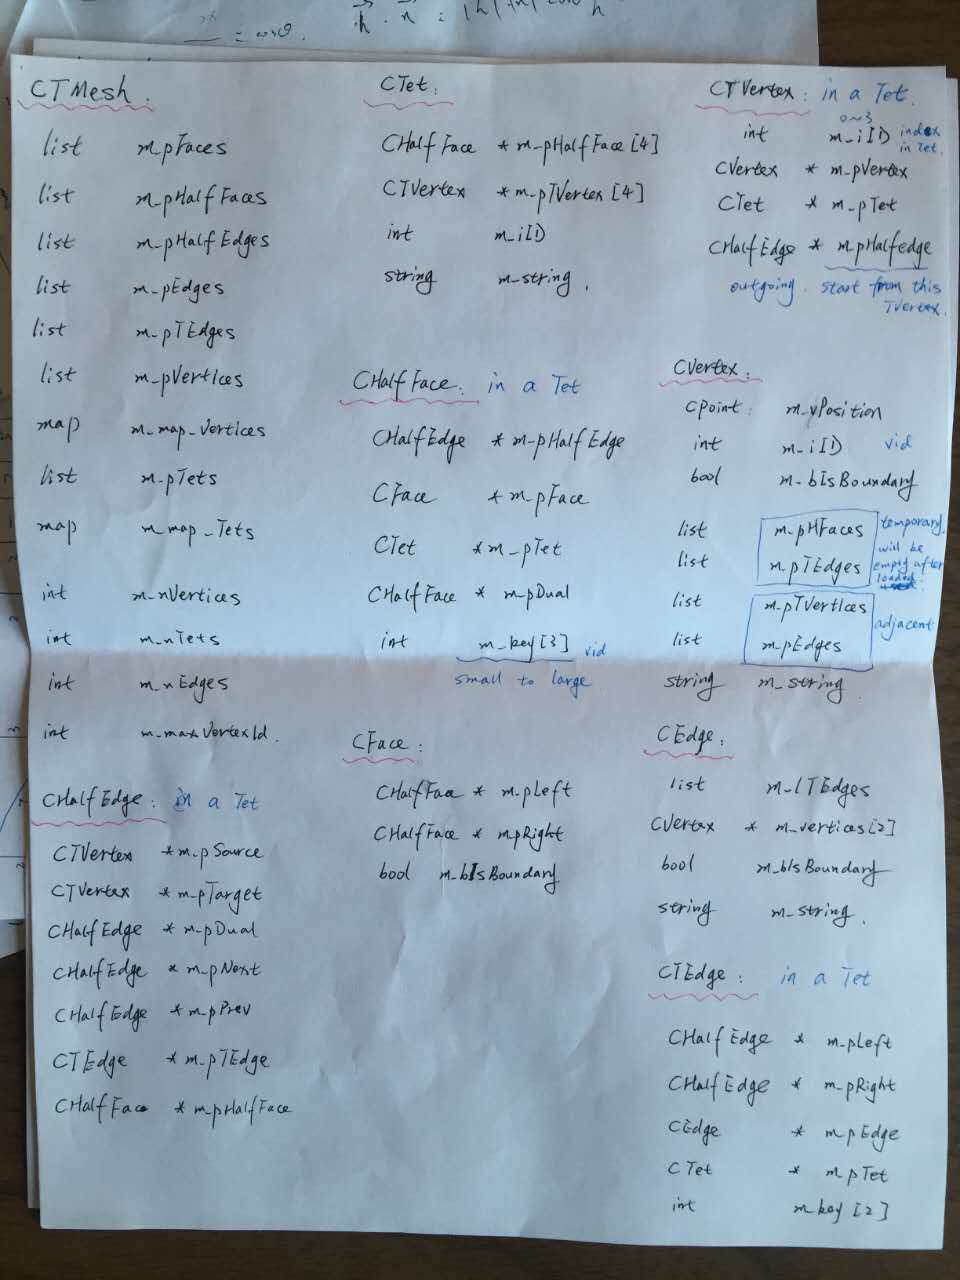 CTMesh:
list m_pFaces
list m_pHalfFaces
list m_pHalfEdges
list m_pEdges
list m_pTEdges
list m_pVertices
map m_map_Vertices
list m_pTets
map m_map_Tets
int m_nVertices
int m_nTets
int m_nEdges
int m_maxVertexId.
CHalfEdge: in a Tet
CTVertex *m_pSource
CTVertex *m_pTarget
CHalfEdge *m_pDual
CHalfEdge *m_pNext
CHalfEdge *m_pPrev
CTEdge *m_pTEdge
CHalfFace *m_pHalfFace
CTet:
CHalfFace *m_pHalfFace[4]
CTVertex *m_pTVertex[4]
int m_iID
string m_string.
CHalfFace: in a Tet
CHalfEdge *m_pHalfEdge
CFace *m_pFace
CTet *m_pTet
CHalfFace *m_pDual
int m_key[3] vid
small to large
CFace:
CHalfFace *m_pLeft
CHalfFace *m_pRight
bool m_bIsBoundary
CTVertex: in a Tet.
0~3
int m_iID index
in Tet.
CVertex *m_pVertex
CTet *m_pTet
CHalfEdge *m_pHalfedge
outgoing. start from this
TVertex.
CVertex:
CPoint: m_vPosition
int m_iID vid
bool m_bIsBoundary
list m_pHFaces temporary.
list m_pTEdges will be
empty after
loaded.
list m_pTVertices
list m_pEdges adjacent
string m_string
CEdge:
list m_lTEdges
CVertex *m_vertices[2]
bool m_bIsBoundary
string m_string.
CTEdge: in a Tet
CHalfEdge *m_pLeft
CHalfEdge *m_pRight
CEdge *m_pEdge
CTet *m_pTet
int m_key[2]